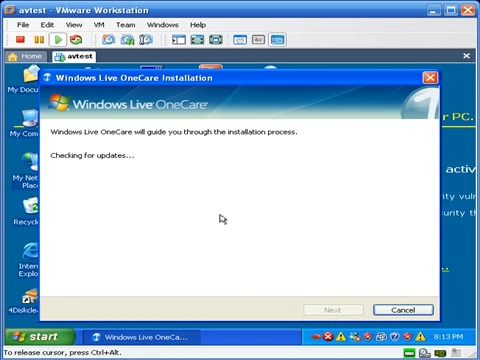 avtest - VMware Workstation
File Edit View VM Team Windows Help
Home avtest
My Docu
My Com
My Net
Place
Recyc
Intern
Explo
4Diskcle
Windows Live OneCare Installation
Windows Live OneCare
Windows Live OneCare will guide you through the installation process.
Checking for updates...
Next Cancel
r PC.
activ
ity vuln
curity th
start Windows Live OneCa... 8:13 PM
To release cursor, press Ctrl+Alt.